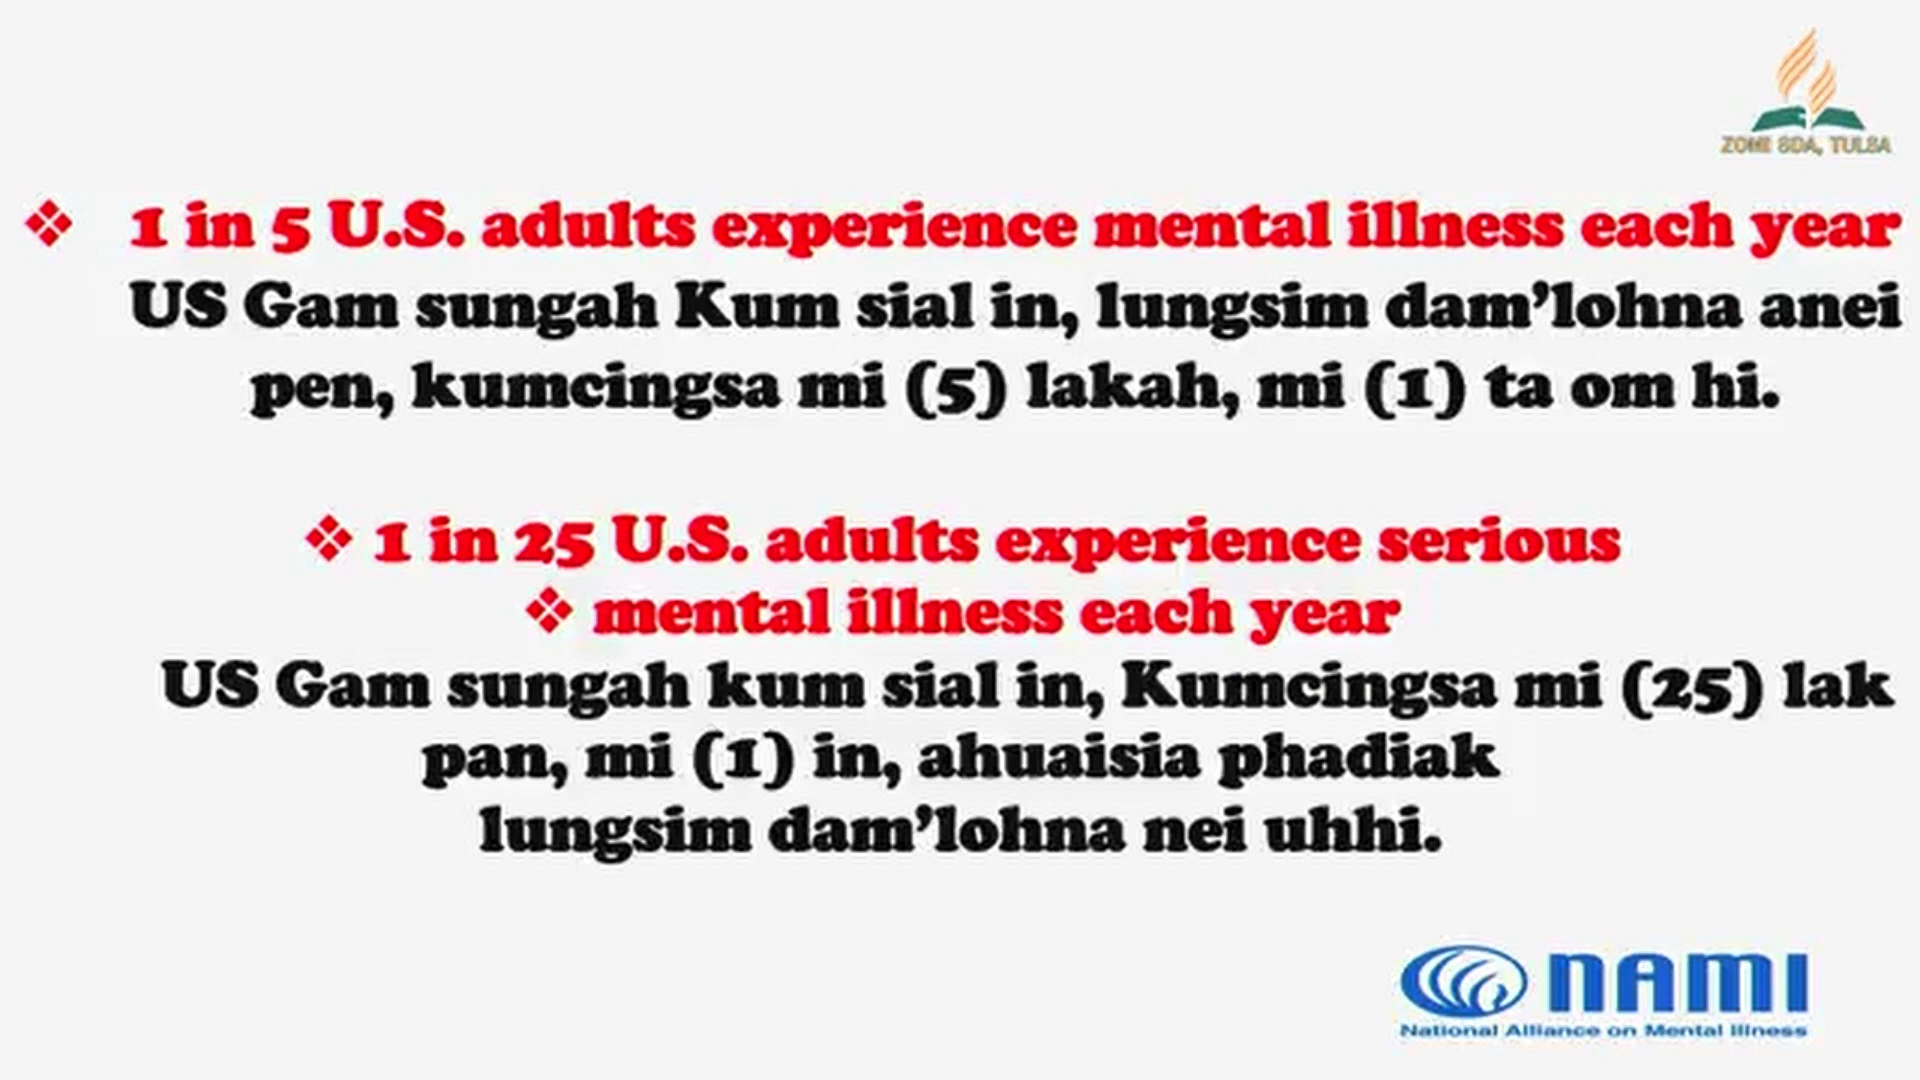 ZOMI SDA, TULSA
❖ 1 in 5 U.S. adults experience mental illness each year
US Gam sungah Kum sial in, lungsim dam’lohna anei
pen, kumcingsa mi (5) lakah, mi (1) ta om hi.
❖ 1 in 25 U.S. adults experience serious
❖ mental illness each year
US Gam sungah kum sial in, Kumcingsa mi (25) lak
pan, mi (1) in, ahuaisia phadiak
lungsim dam’lohna nei uhhi.
NAMI
National Alliance on Mental Illness